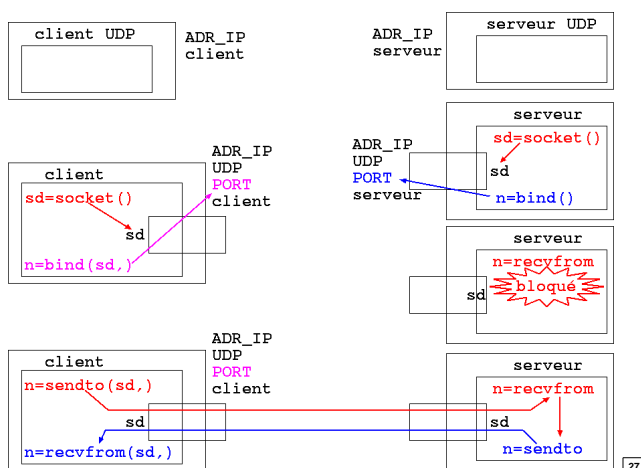 client UDP
ADR_IP
client
ADR_IP
serveur
serveur UDP
client
sd=socket()
sd
n=bind(sd,)
ADR_IP
UDP
PORT
client
ADR_IP
UDP
PORT
serveur
serveur
sd=socket()
sd
n=bind()
serveur
n=recvfrom
bloqué
sd
client
n=sendto(sd,)
sd
n=recvfrom(sd,)
ADR_IP
UDP
PORT
client
serveur
n=recvfrom
sd
n=sendto
27